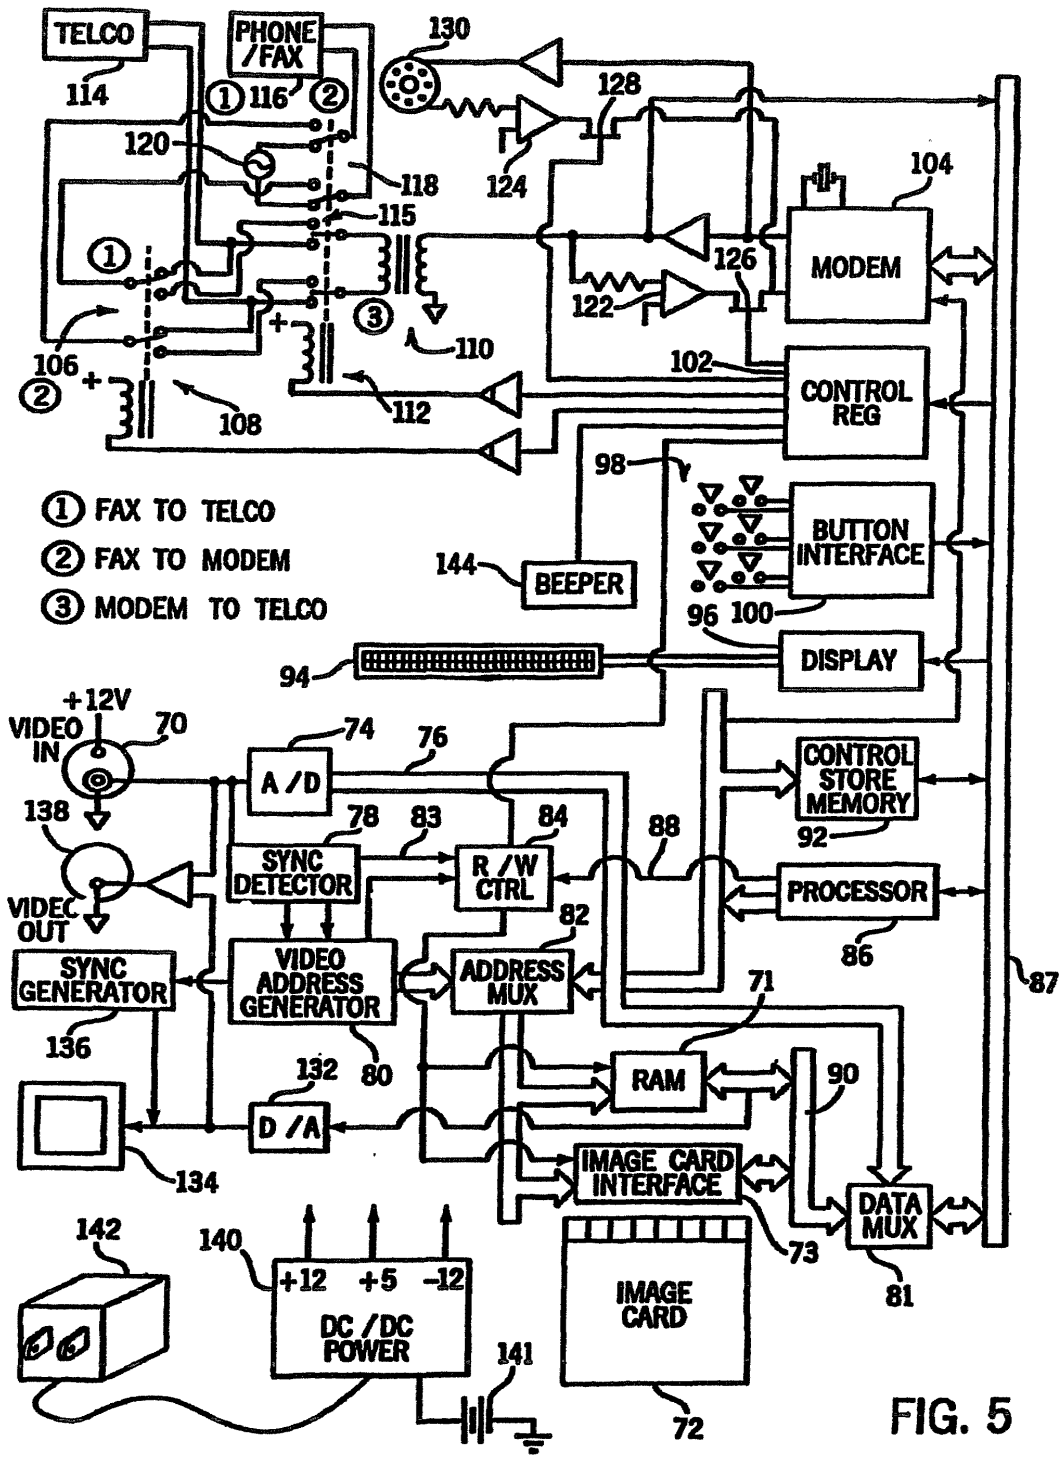 TELCO
114
PHONE
/FAX
1
116
2
130
128
120
118
124
104
115
1
MODEM
126
122
3
106
+
110
102
CONTROL
REG
2
+
108
112
98
1 FAX TO TELCO
2 FAX TO MODEM
3 MODEM TO TELCO
BUTTON
INTERFACE
144
BEEPER
96
100
DISPLAY
94
+12V
VIDEO
IN
70
74
76
A/D
CONTROL
STORE
MEMORY
92
138
78
83
84
88
SYNC
DETECTOR
R/W
CTRL
PROCESSOR
86
VIDEO
OUT
82
SYNC
GENERATOR
136
VIDEO
ADDRESS
GENERATOR
80
ADDRESS
MUX
71
87
132
RAM
90
D/A
134
IMAGE CARD
INTERFACE
73
DATA
MUX
81
142
140
+12 +5 -12
DC/DC
POWER
IMAGE
CARD
141
72
FIG. 5